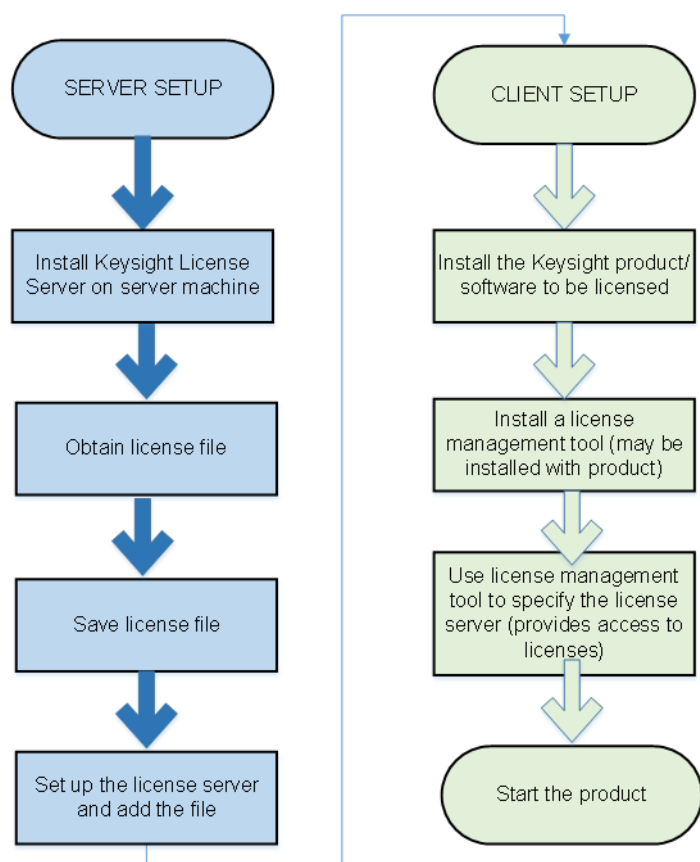 SERVER SETUP
Install Keysight License
Server on server machine
Obtain license file
Save license file
Set up the license server
and add the file
CLIENT SETUP
Install the Keysight product/
software to be licensed
Install a license
management tool (may be
installed with product)
Use license management
tool to specify the license
server (provides access to
licenses)
Start the product